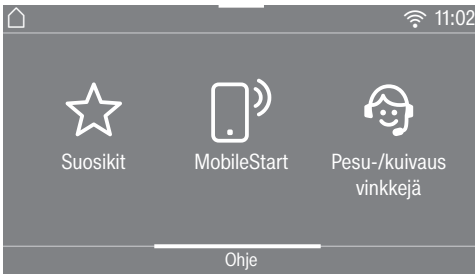 11:02
Suosikit
MobileStart
Pesu-/kuivaus
vinkkejä
Ohje